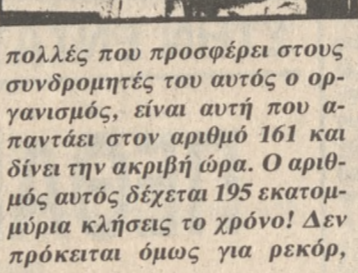 πολλές που προσφέρει στους
συνδρομητές του αυτός ο ορ-
γανισμός, είναι αυτή που α-
παντάει στον αριθμό 161 και
δίνει την ακριβή ώρα. Ο αριθ-
μός αυτός δέχεται 195 εκατομ-
μύρια κλήσεις το χρόνο! Δεν
πρόκειται όμως για ρεκόρ,